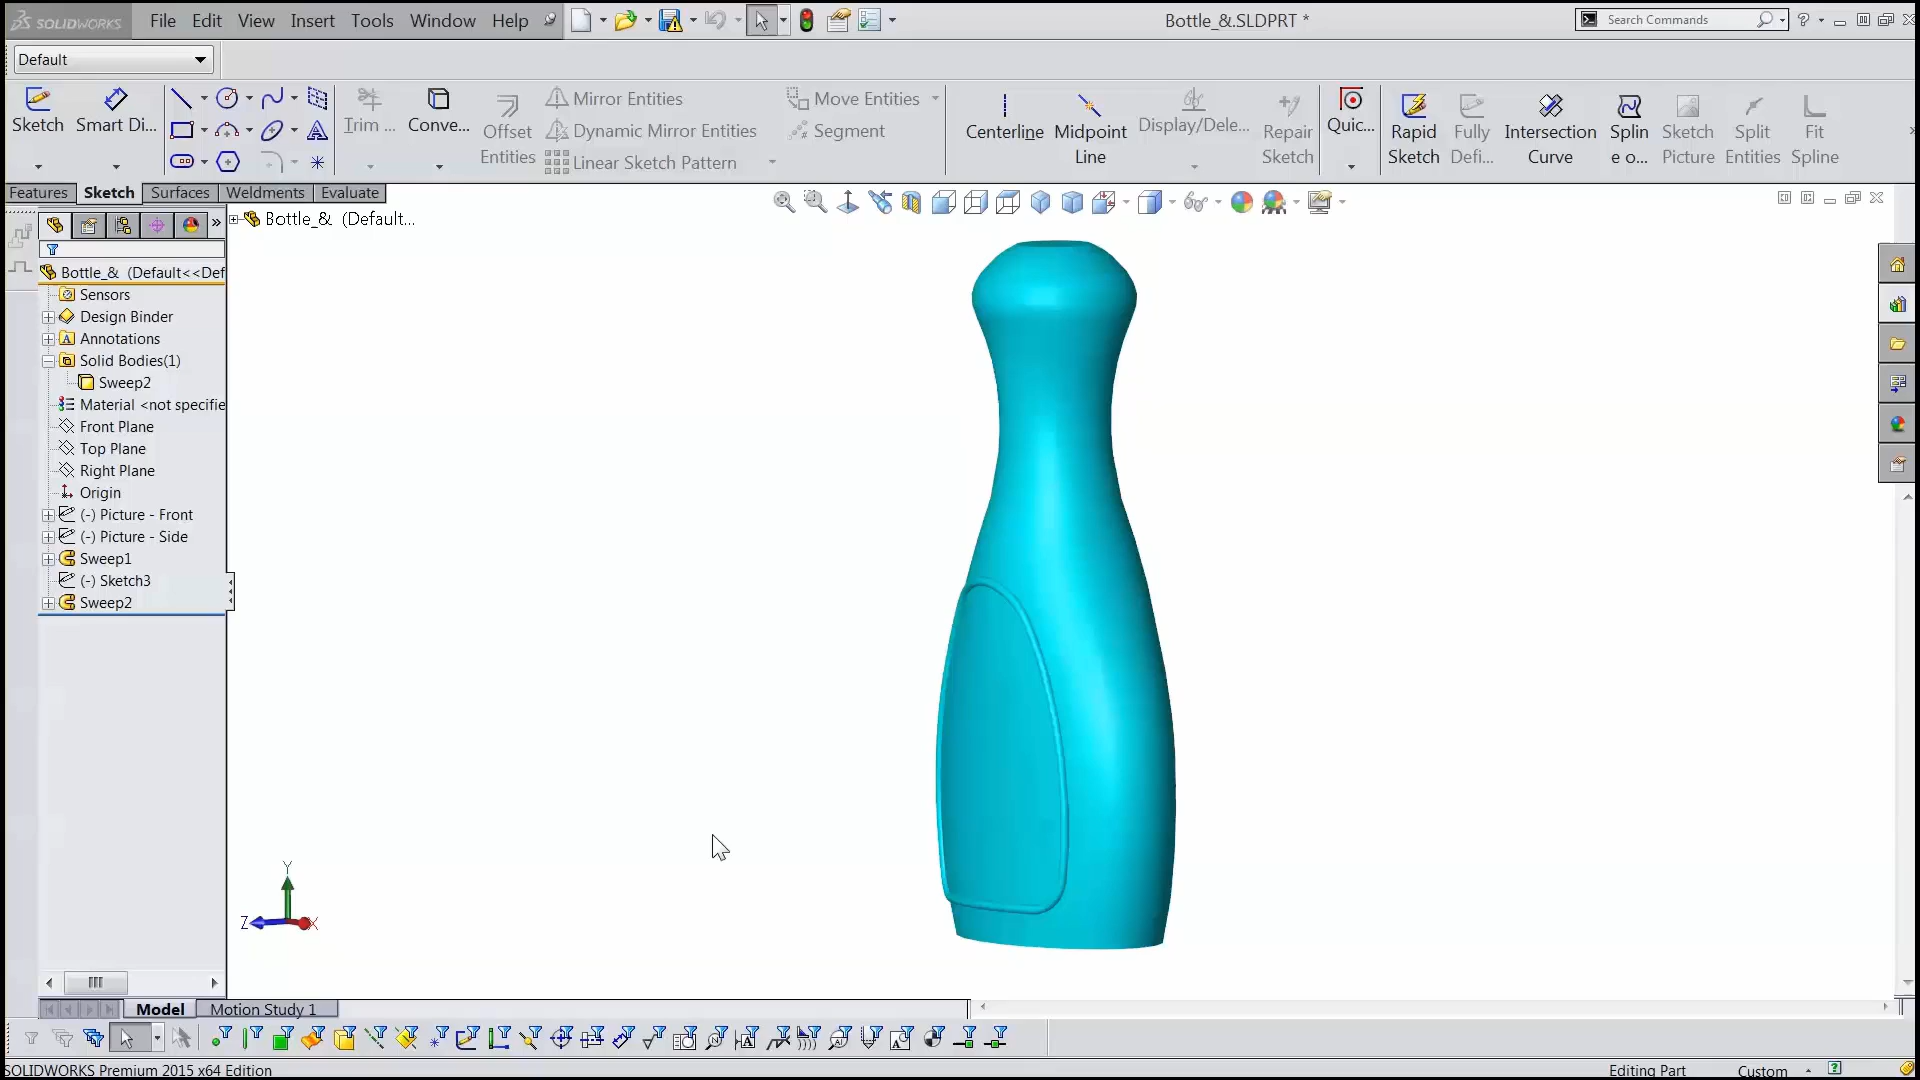 SOLIDWORKS File Edit View Insert Tools Window Help Bottle_&.SLDPRT * Search Commands ?
Default
Sketch Smart Di... Trim ... Conve... Offset Entities Mirror Entities Dynamic Mirror Entities Linear Sketch Pattern Move Entities Segment Centerline Midpoint Line Display/Dele... Repair Sketch Quic... Rapid Sketch Fully Defi... Intersection Curve Splin e o... Sketch Picture Split Entities Fit Spline
Features Sketch Surfaces Weldments Evaluate
Bottle_& (Default...
Bottle_& (Default<<Def
Sensors
Design Binder
Annotations
Solid Bodies(1)
Sweep2
Material <not specifie
Front Plane
Top Plane
Right Plane
Origin
(-) Picture - Front
(-) Picture - Side
Sweep1
(-) Sketch3
Sweep2
Y
Z X
Model Motion Study 1
SOLIDWORKS Premium 2015 x64 Edition Editing Part Custom ?